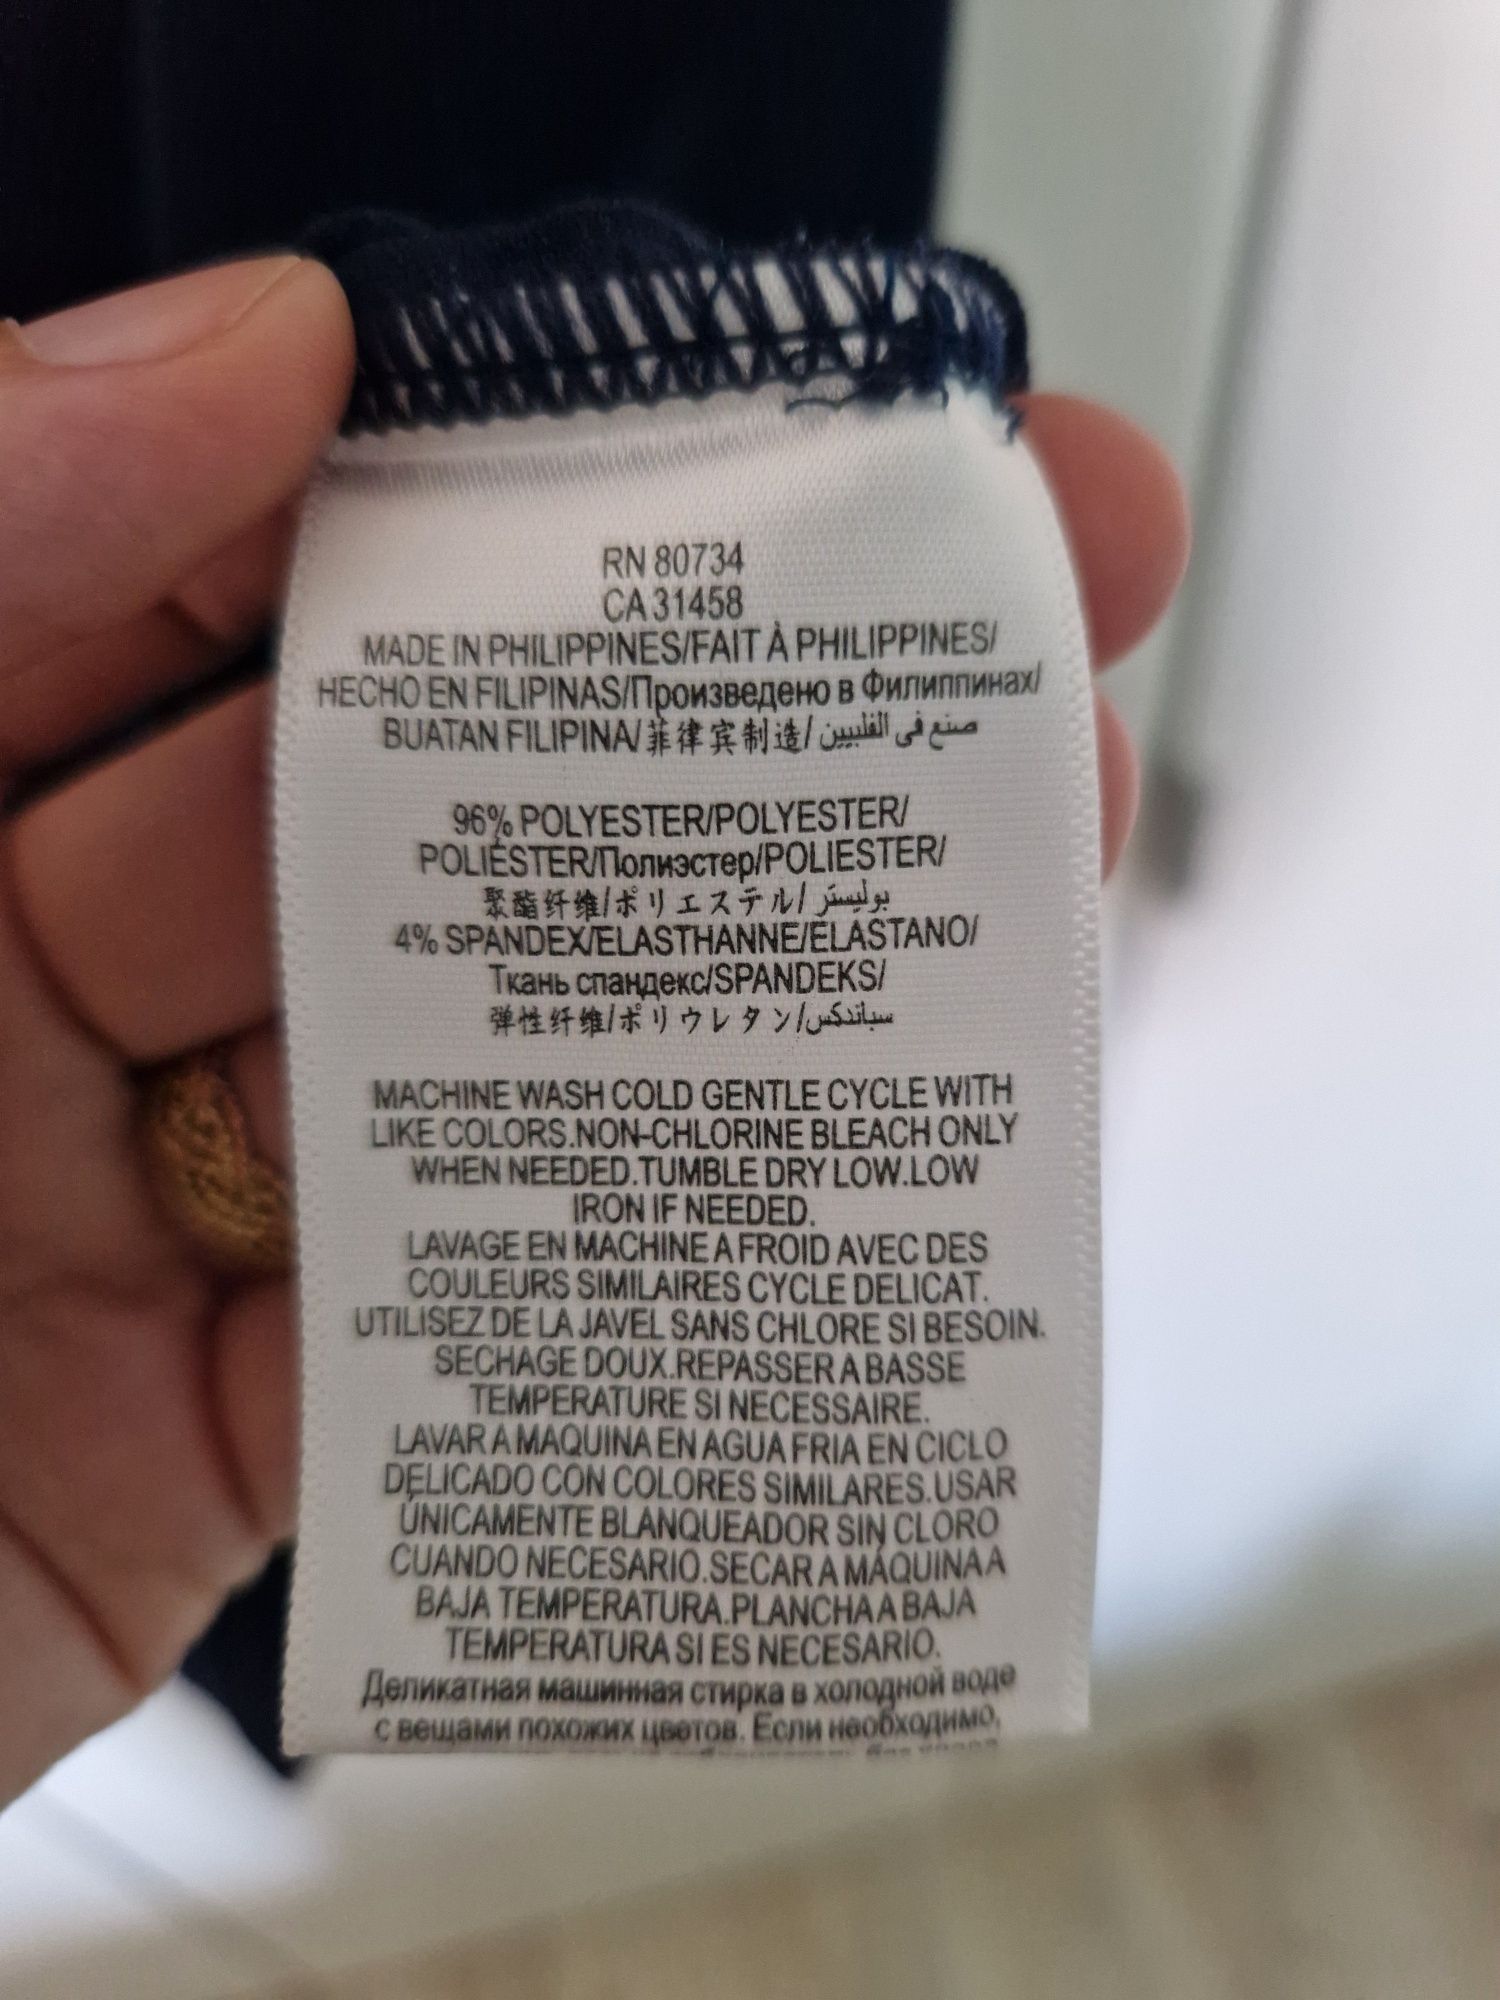 RN 80734
CA 31458
MADE IN PHILIPPINES/FAIT À PHILIPPINES/
HECHO EN FILIPINAS/Произведено в Филиппинах/
BUATAN FILIPINA/菲律宾制造/صنع في الفلبيين
96% POLYESTER/POLYESTER/
POLIÉSTER/Полиэстер/POLIESTER/
聚酯纤维/ポリエステル/بوليستر
4% SPANDEX/ELASTHANNE/ELASTANO/
Ткань спандекс/SPANDEKS/
弹性纤维/ポリウレタン/سباندكس
MACHINE WASH COLD GENTLE CYCLE WITH
LIKE COLORS.NON-CHLORINE BLEACH ONLY
WHEN NEEDED.TUMBLE DRY LOW.LOW
IRON IF NEEDED.
LAVAGE EN MACHINE A FROID AVEC DES
COULEURS SIMILAIRES CYCLE DELICAT.
UTILISEZ DE LA JAVEL SANS CHLORE SI BESOIN.
SECHAGE DOUX.REPASSER A BASSE
TEMPERATURE SI NECESSAIRE.
LAVAR A MAQUINA EN AGUA FRIA EN CICLO
DELICADO CON COLORES SIMILARES.USAR
ÚNICAMENTE BLANQUEADOR SIN CLORO
CUANDO NECESARIO.SECAR A MÁQUINA A
BAJA TEMPERATURA.PLANCHA A BAJA
TEMPERATURA SI ES NECESARIO.
Деликатная машинная стирка в холодной воде
с вещами похожих цветов. Если необходимо,